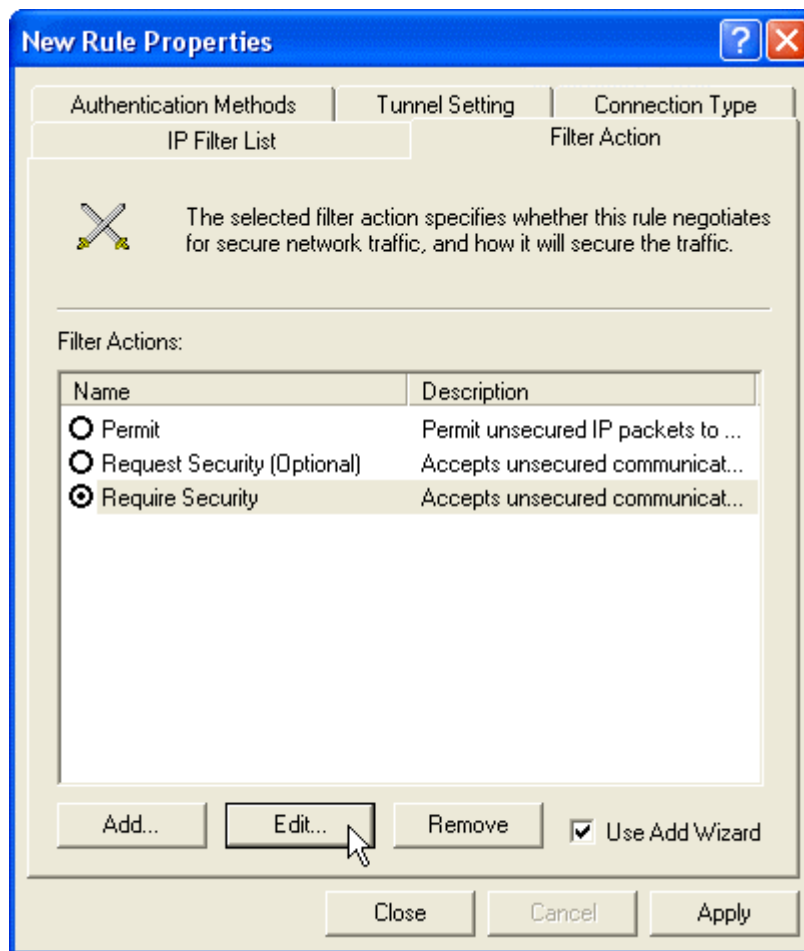 New Rule Properties
Authentication Methods Tunnel Setting Connection Type
IP Filter List Filter Action
The selected filter action specifies whether this rule negotiates
for secure network traffic, and how it will secure the traffic.
Filter Actions:
Name Description
Permit Permit unsecured IP packets to ...
Request Security (Optional) Accepts unsecured communicat...
Require Security Accepts unsecured communicat...
Add... Edit... Remove Use Add Wizard
Close Cancel Apply